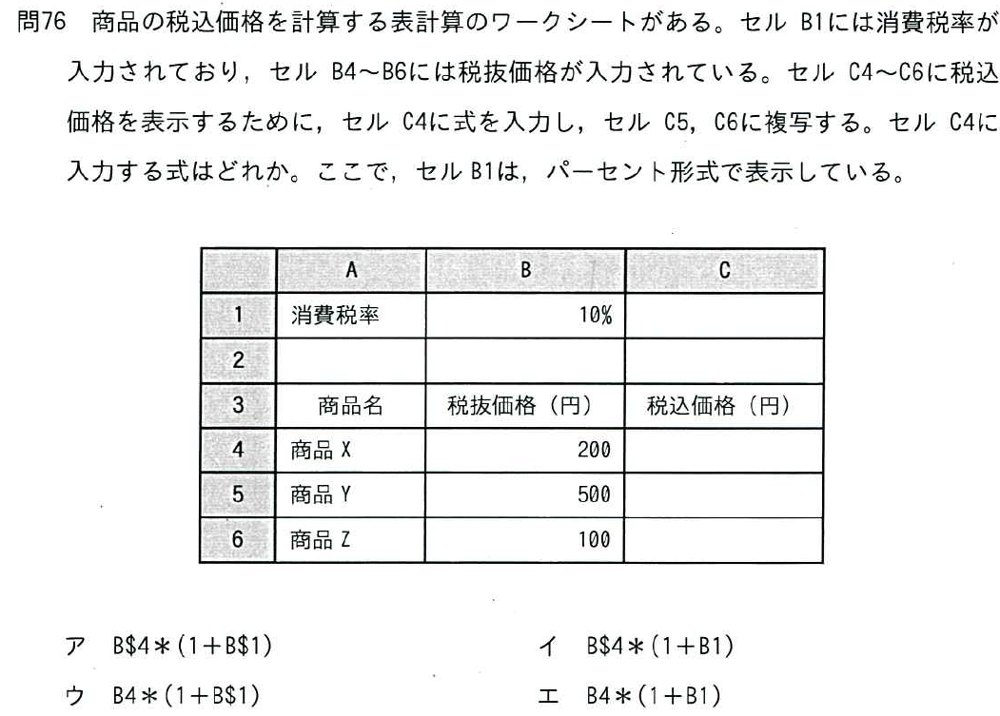 問76 商品の税込価格を計算する表計算のワークシートがある。セル B1には消費税率が
入力されており，セル B4～B6には税抜価格が入力されている。セル C4～C6に税込
価格を表示するために，セル C4に式を入力し，セル C5，C6に複写する。セル C4に
入力する式はどれか。ここで，セルB1は，パーセント形式で表示している。
A B C
1 消費税率 10%
2
3 商品名 税抜価格（円） 税込価格（円）
4 商品 X 200
5 商品 Y 500
6 商品 Z 100
ア B$4＊(1＋B$1) イ B$4＊(1＋B1)
ウ B4＊(1＋B$1) エ B4＊(1＋B1)